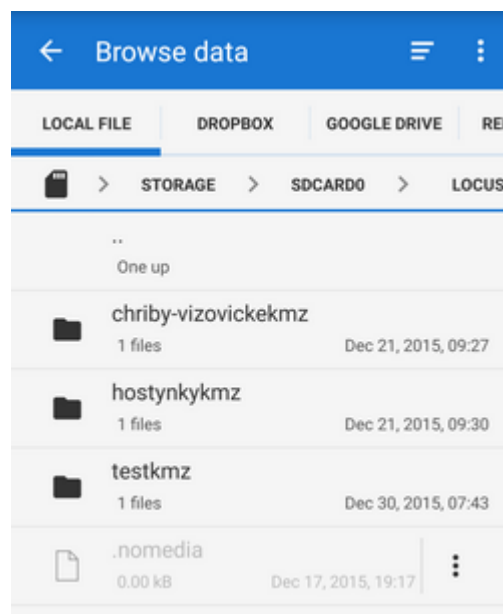 Browse data
LOCAL FILE DROPBOX GOOGLE DRIVE RE
> STORAGE > SDCARD0 > LOCUS
..
One up
chriby-vizovickekmz
1 files Dec 21, 2015, 09:27
hostynkykmz
1 files Dec 21, 2015, 09:30
testkmz
1 files Dec 30, 2015, 07:43
.nomedia
0.00 kB Dec 17, 2015, 19:17